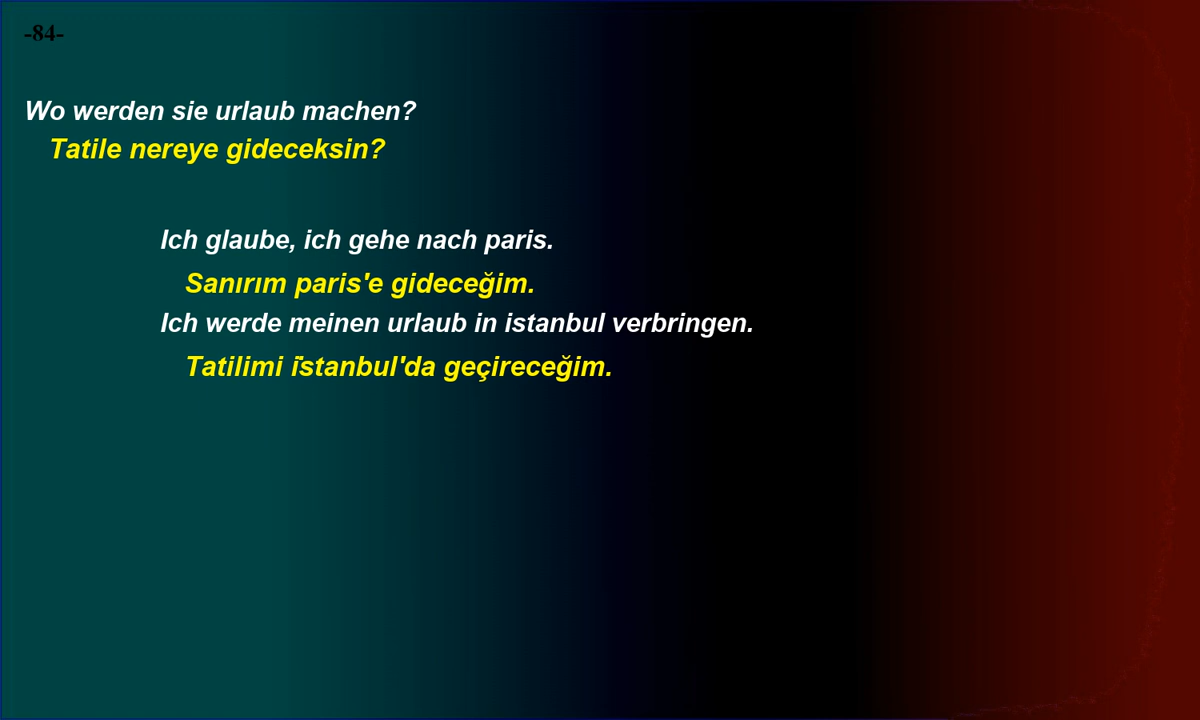 -84-
Wo werden sie urlaub machen?
Tatile nereye gideceksin?
Ich glaube, ich gehe nach paris.
Sanırım paris'e gideceğim.
Ich werde meinen urlaub in istanbul verbringen.
Tatilimi i̇stanbul'da geçireceğim.